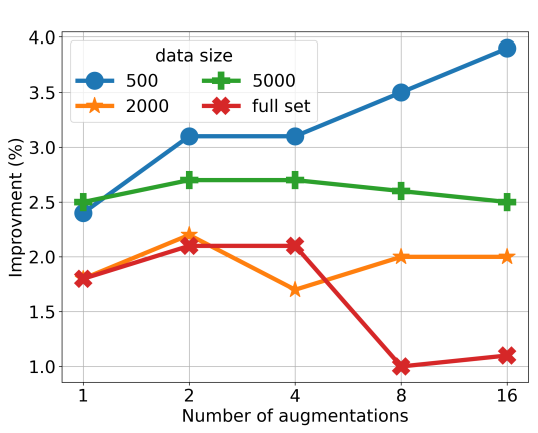 4.0
3.5
3.0
2.5
2.0
1.5
1.0
Improvment (%)
data size
500
2000
5000
full set
1 2 4 8 16
Number of augmentations